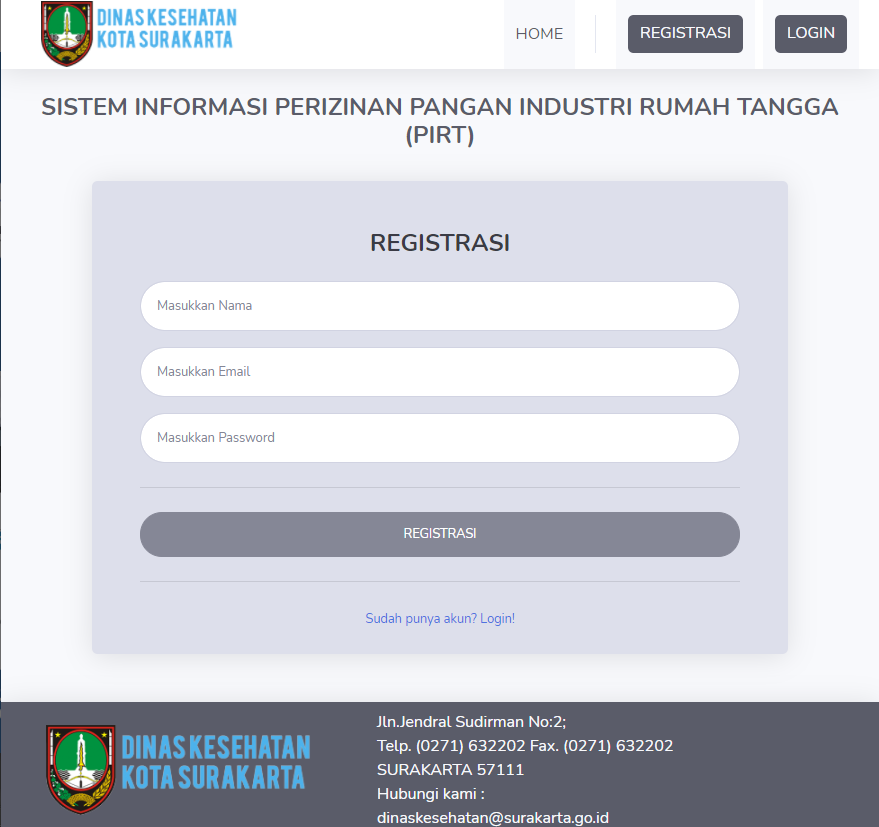 DINAS KESEHATAN
KOTA SURAKARTA
HOME
REGISTRASI
LOGIN
SISTEM INFORMASI PERIZINAN PANGAN INDUSTRI RUMAH TANGGA
(PIRT)
REGISTRASI
Masukkan Nama
Masukkan Email
Masukkan Password
REGISTRASI
Sudah punya akun? Login!
DINAS KESEHATAN
KOTA SURAKARTA
Jln.Jendral Sudirman No:2;
Telp. (0271) 632202 Fax. (0271) 632202
SURAKARTA 57111
Hubungi kami :
dinaskesehatan@surakarta.go.id